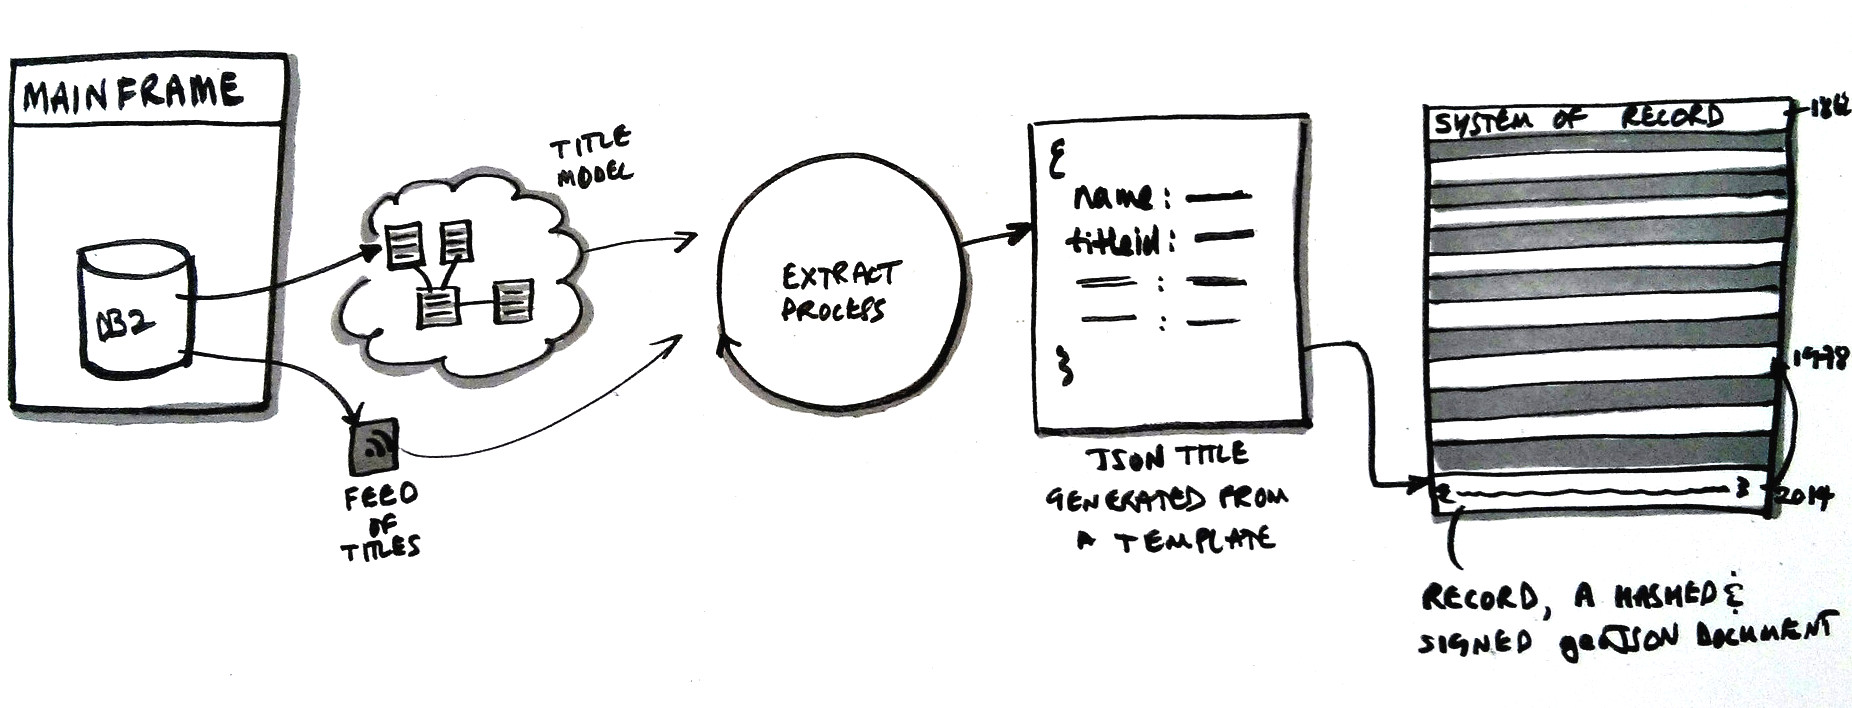 MAINFRAME
DB2
TITLE
MODEL
FEED
OF
TITLES
EXTRACT
PROCESS
{
name:
titleid:
:
:
}
JSON TITLE
GENERATED FROM
A TEMPLATE
SYSTEM OF RECORD
1862
1978
{ }
2014
RECORD, A HASHED &
SIGNED geoJSON DOCUMENT